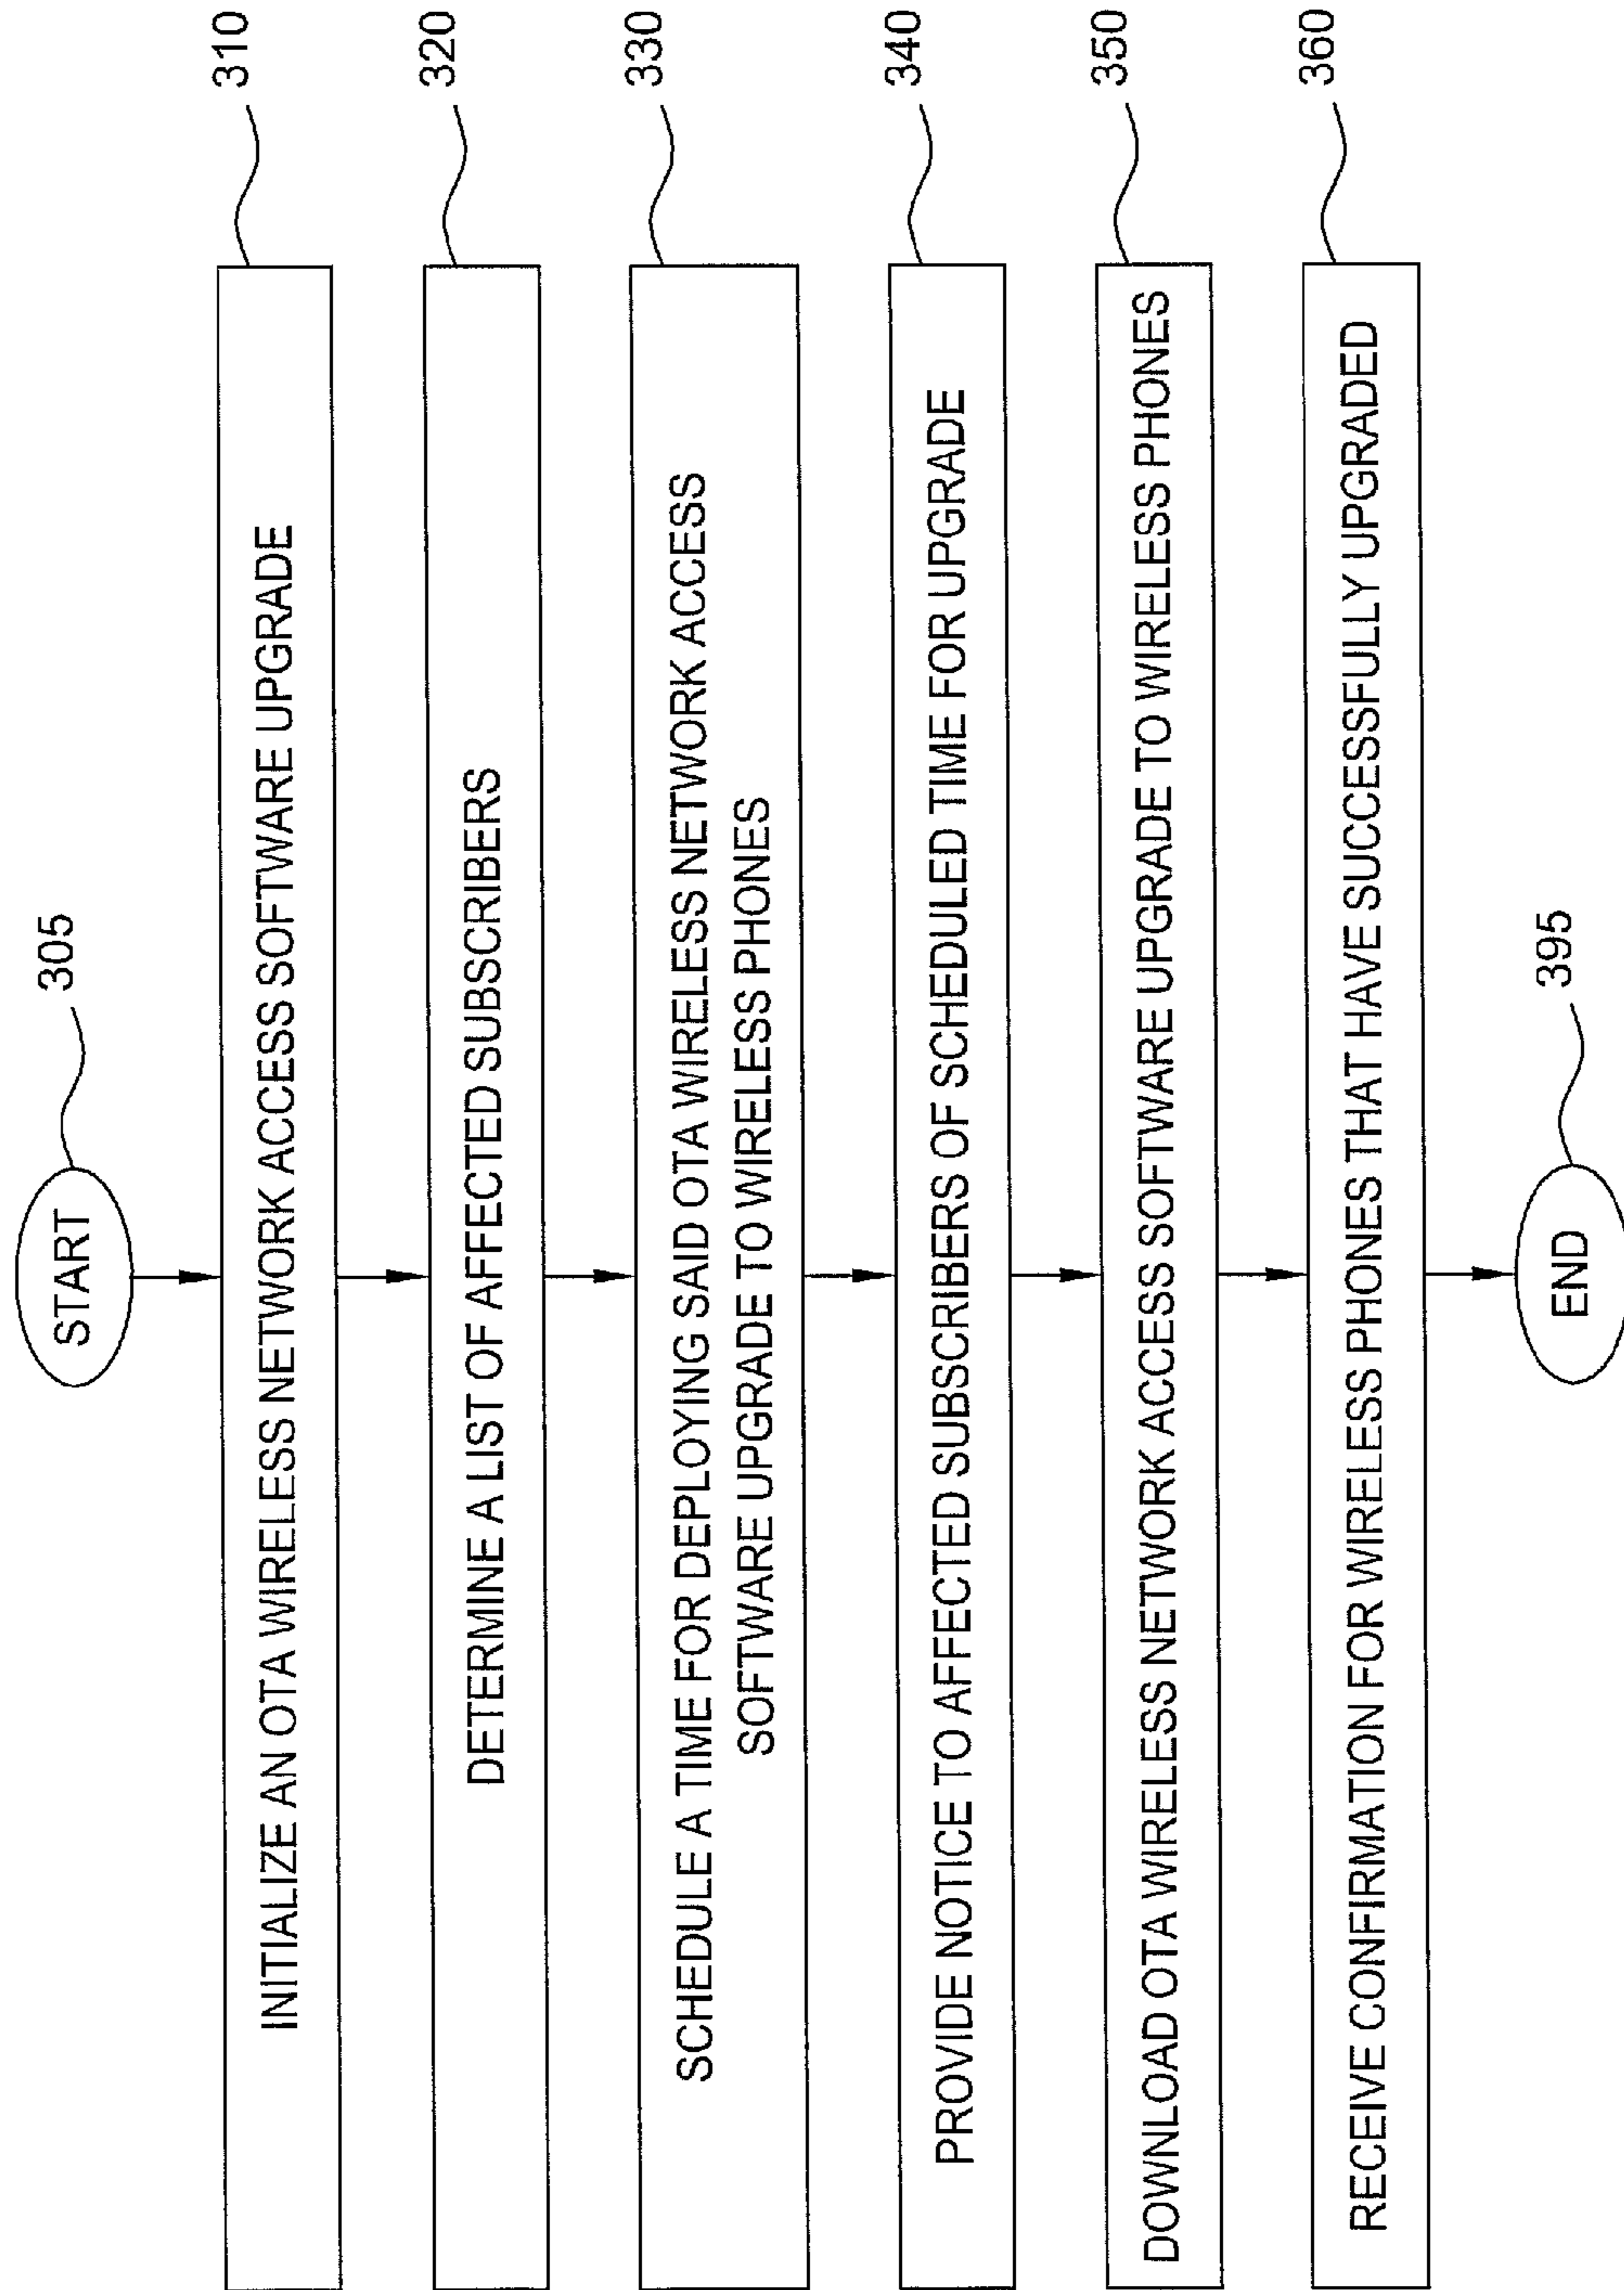 START 305
INITIALIZE AN OTA WIRELESS NETWORK ACCESS SOFTWARE UPGRADE 310
DETERMINE A LIST OF AFFECTED SUBSCRIBERS 320
SCHEDULE A TIME FOR DEPLOYING SAID OTA WIRELESS NETWORK ACCESS 330
SOFTWARE UPGRADE TO WIRELESS PHONES
PROVIDE NOTICE TO AFFECTED SUBSCRIBERS OF SCHEDULED TIME FOR UPGRADE 340
DOWNLOAD OTA WIRELESS NETWORK ACCESS SOFTWARE UPGRADE TO WIRELESS PHONES 350
RECEIVE CONFIRMATION FOR WIRELESS PHONES THAT HAVE SUCCESSFULLY UPGRADED 360
END 395